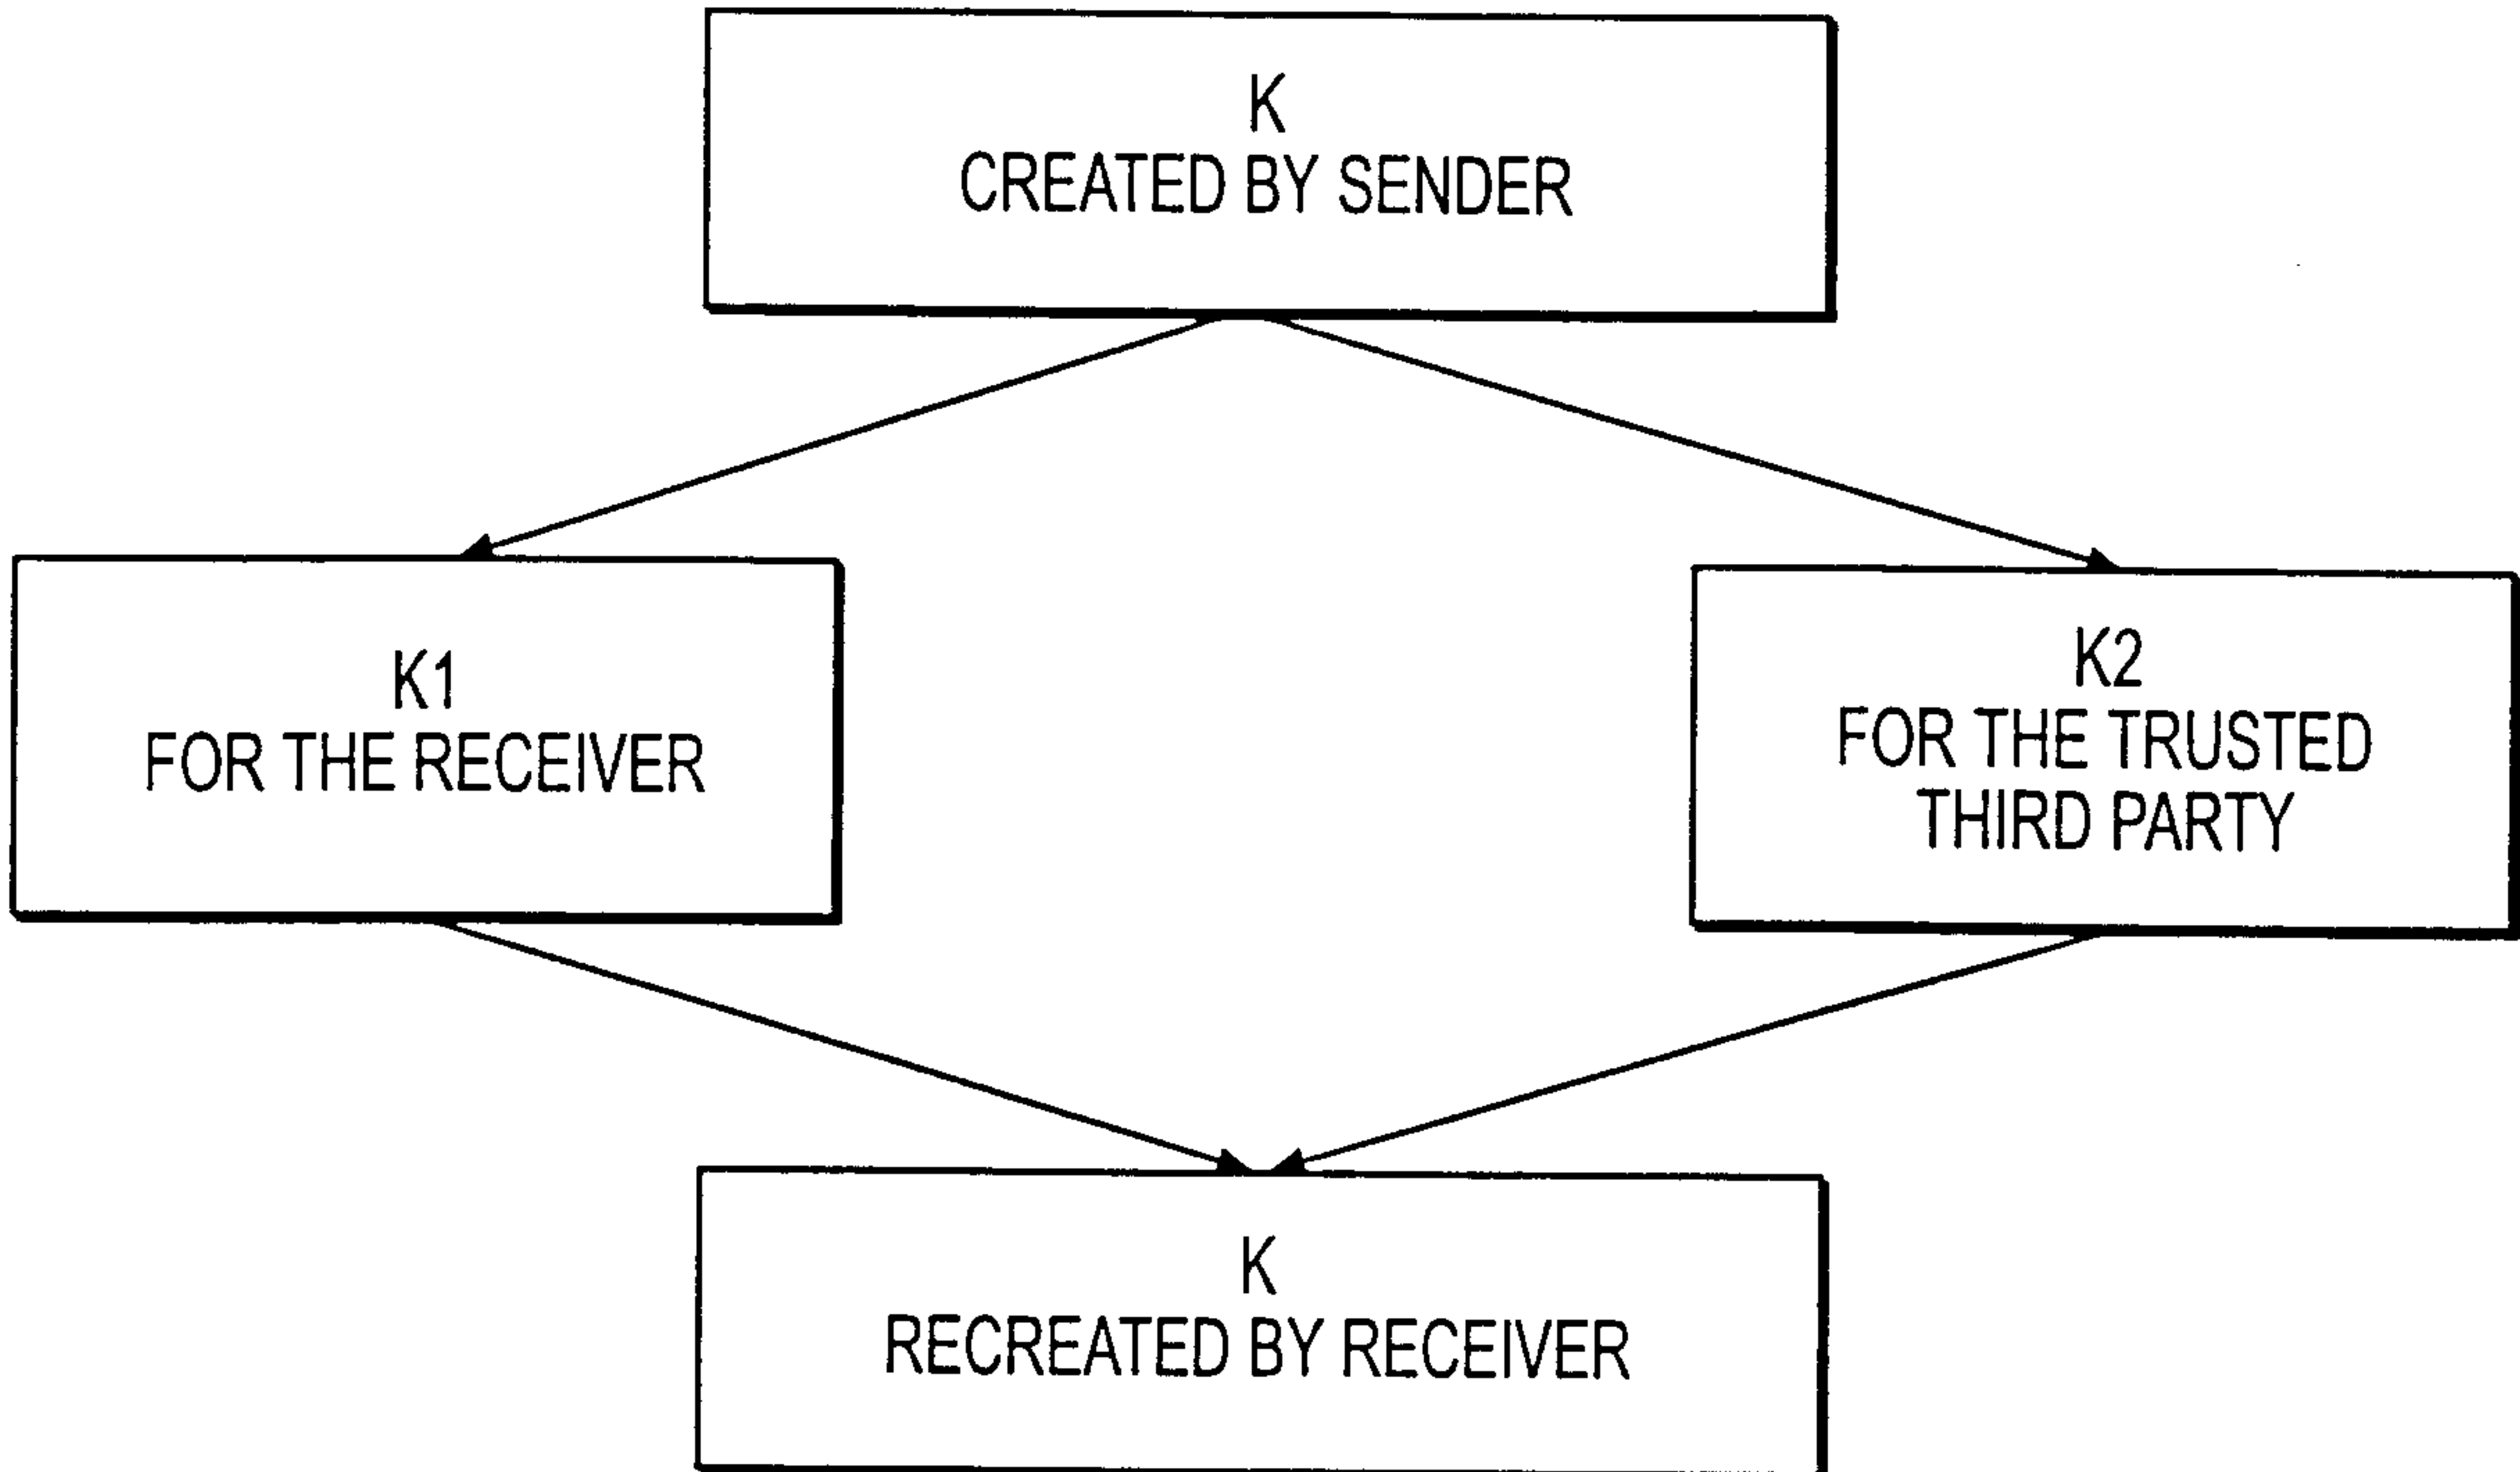 K
CREATED BY SENDER
K1
FOR THE RECEIVER
K2
FOR THE TRUSTED
THIRD PARTY
K
RECREATED BY RECEIVER